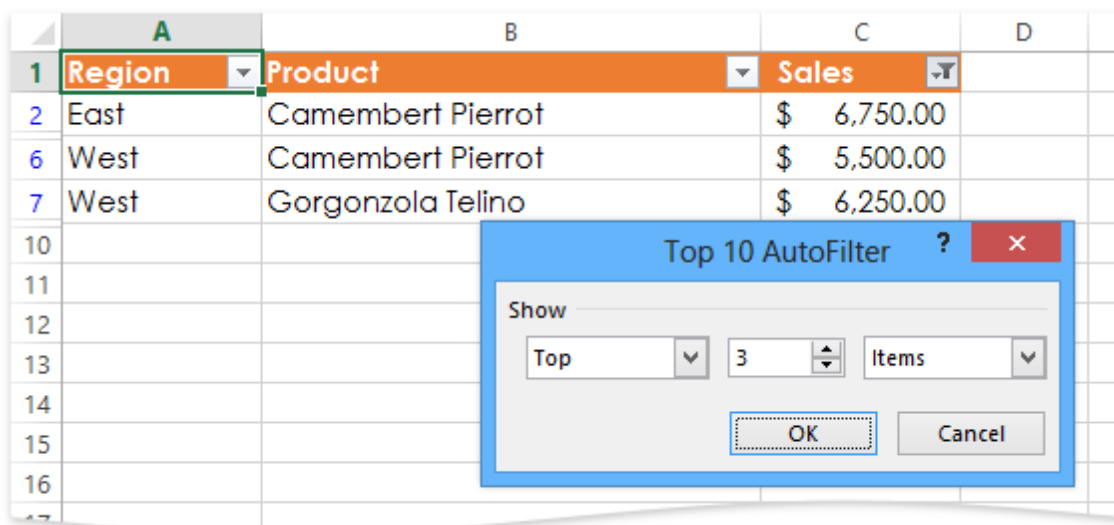 A B C D
1 Region Product Sales
2 East Camembert Pierrot $ 6,750.00
6 West Camembert Pierrot $ 5,500.00
7 West Gorgonzola Telino $ 6,250.00
10
Top 10 AutoFilter ? ×
11
Show
12
13 Top 3 Items
14
15 OK Cancel
16